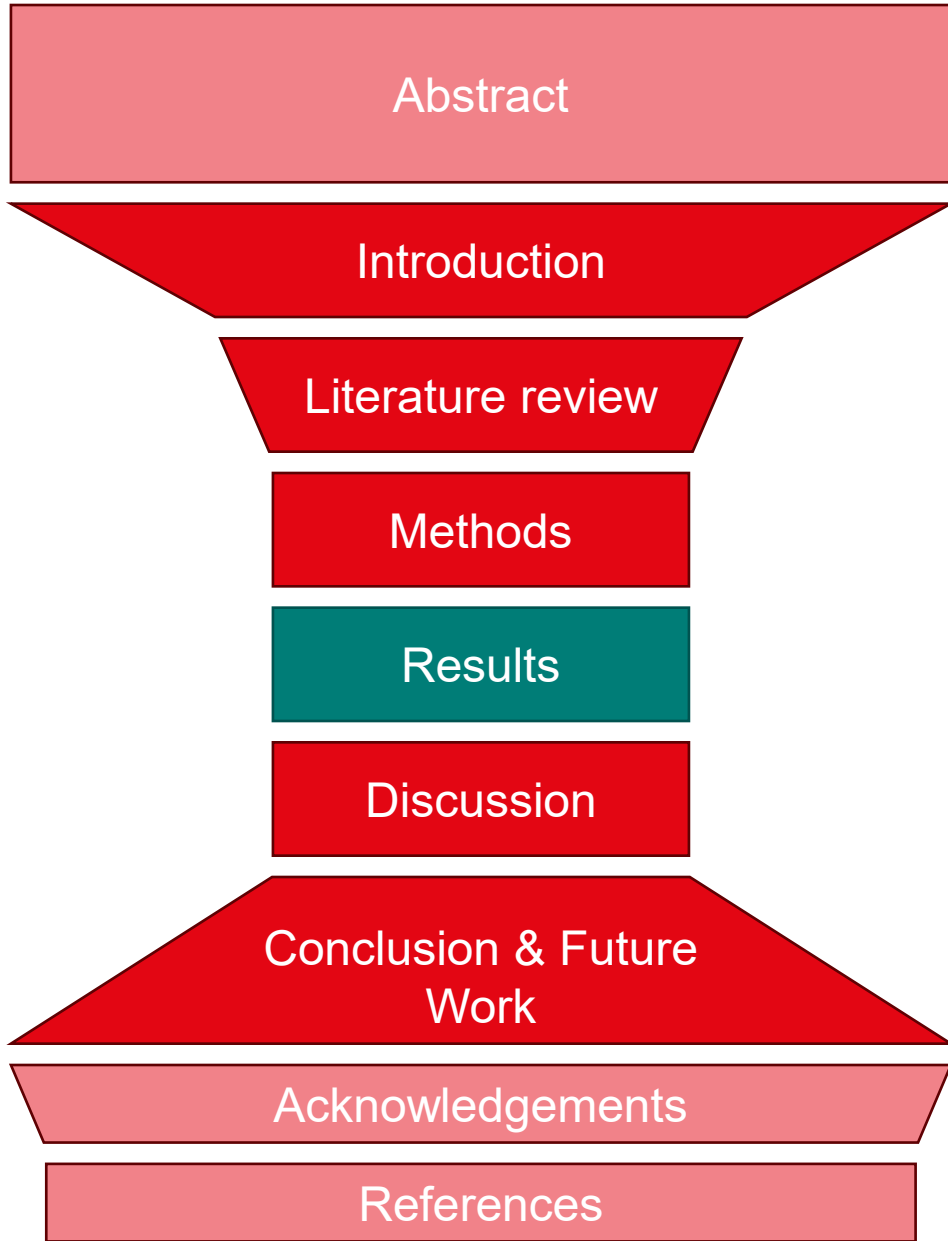 Abstract
Introduction
Literature review
Methods
Results
Discussion
Conclusion & Future
Work
Acknowledgements
References